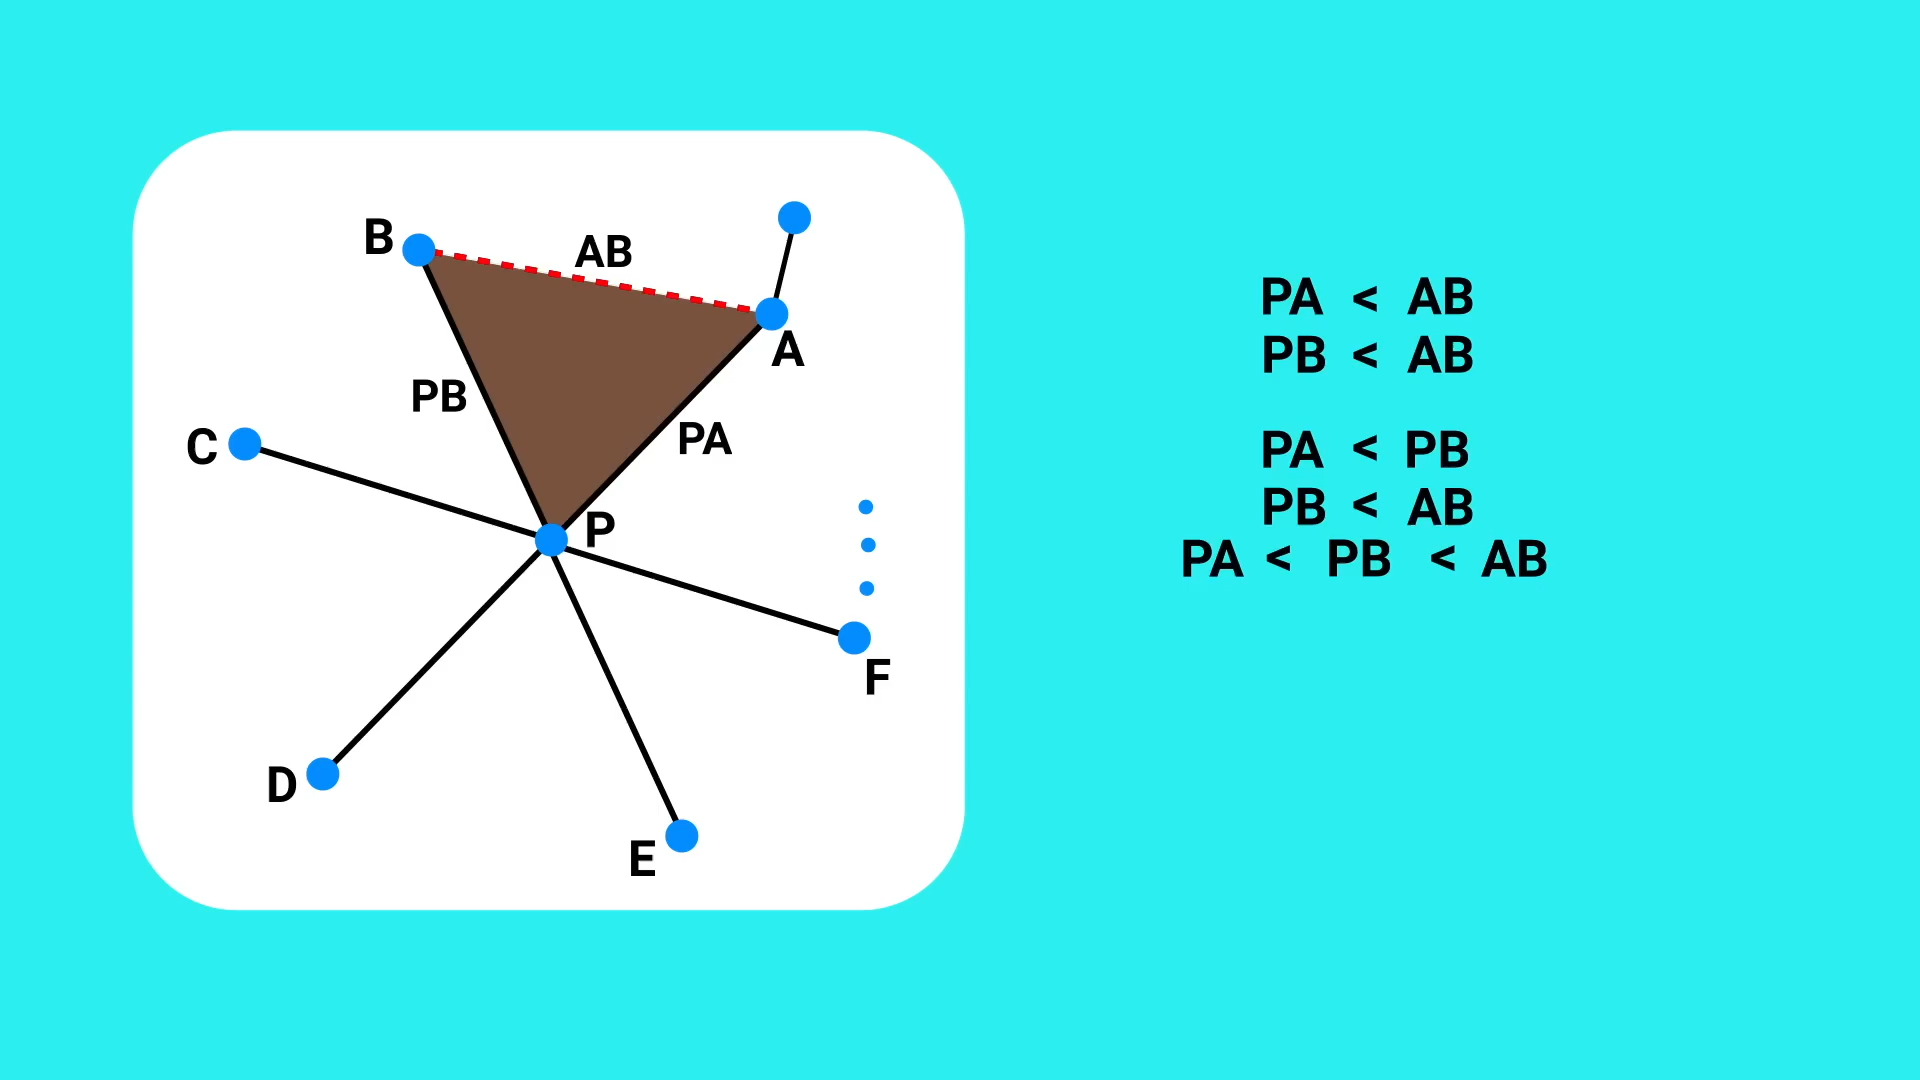 B
AB
A
PB
PA
C
P
F
D
E
PA < AB
PB < AB
PA < PB
PB < AB
PA < PB < AB